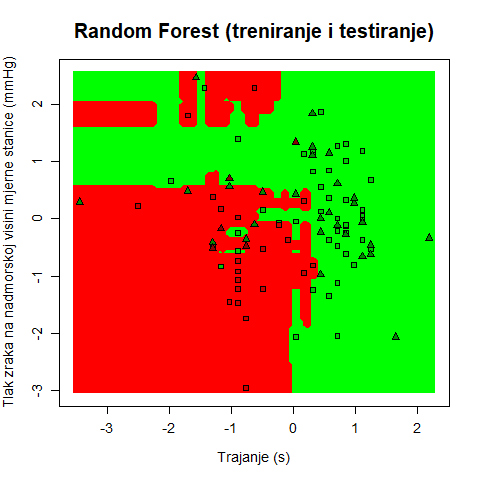 Random Forest (treniranje i testiranje)
Tlak zraka na nadmorskoj visini mjerne stanice (mmHg)
2
1
0
-1
-2
-3
-3 -2 -1 0 1 2
Trajanje (s)